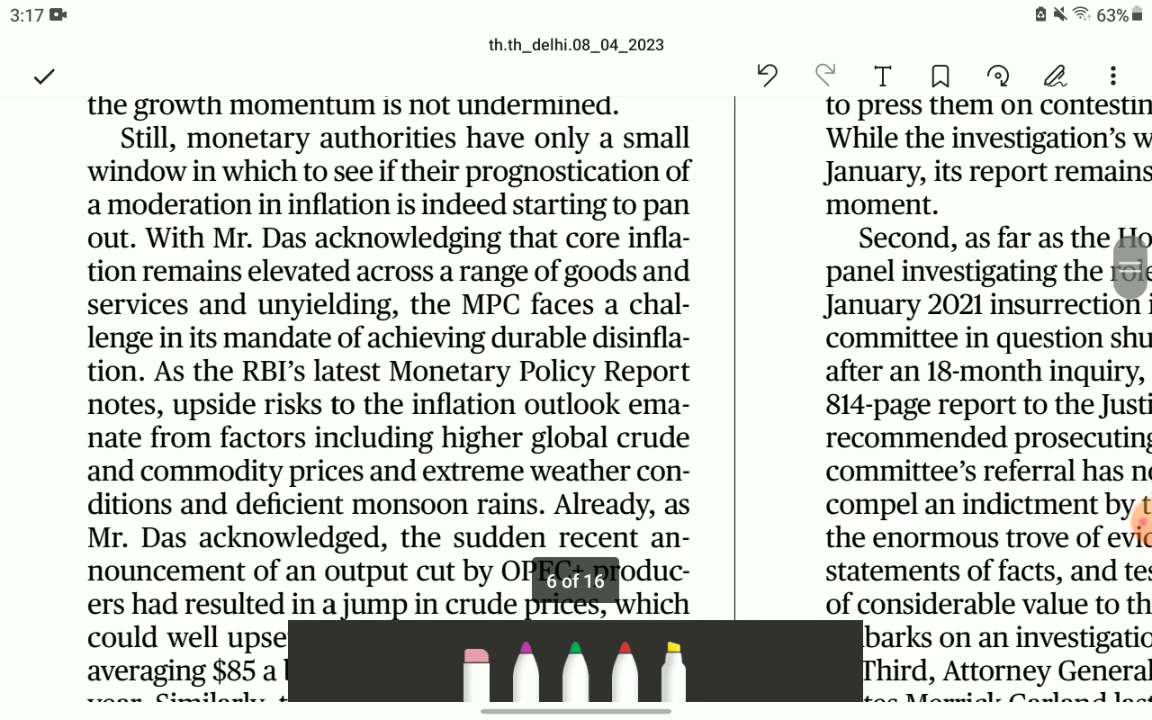 3:17
63%
th.th_delhi.08_04_2023
the growth momentum is not undermined.
Still, monetary authorities have only a small
window in which to see if their prognostication of
a moderation in inflation is indeed starting to pan
out. With Mr. Das acknowledging that core infla-
tion remains elevated across a range of goods and
services and unyielding, the MPC faces a chal-
lenge in its mandate of achieving durable disinfla-
tion. As the RBI’s latest Monetary Policy Report
notes, upside risks to the inflation outlook ema-
nate from factors including higher global crude
and commodity prices and extreme weather con-
ditions and deficient monsoon rains. Already, as
Mr. Das acknowledged, the sudden recent an-
nouncement of an output cut by OPEC+ produc-
ers had resulted in a jump in crude prices, which
could well upse
averaging $85 a
year. Similarly,
6 of 16
to press them on contestin
While the investigation’s w
January, its report remains
moment.
Second, as far as the Ho
panel investigating the role
January 2021 insurrection i
committee in question shu
after an 18-month inquiry,
814-page report to the Justi
recommended prosecuting
committee’s referral has no
compel an indictment by t
the enormous trove of evid
statements of facts, and tes
of considerable value to th
barks on an investigatio
Third, Attorney General
tes Merrick Garland last